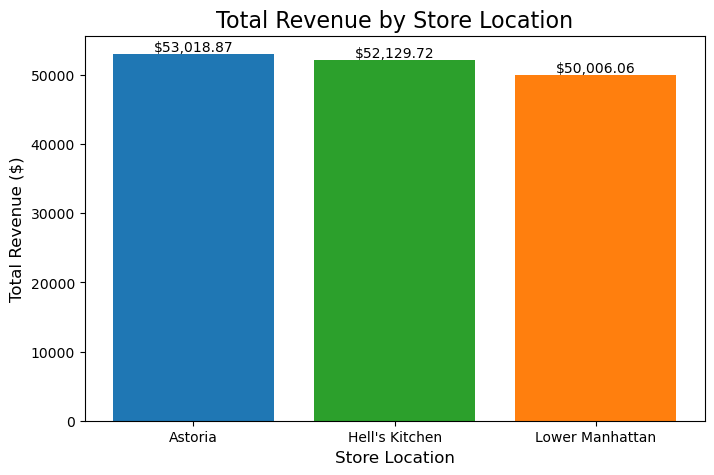 Total Revenue by Store Location
$53,018.87
$52,129.72
$50,006.06
Total Revenue ($)
50000
40000
30000
20000
10000
0
Astoria
Hell's Kitchen
Lower Manhattan
Store Location